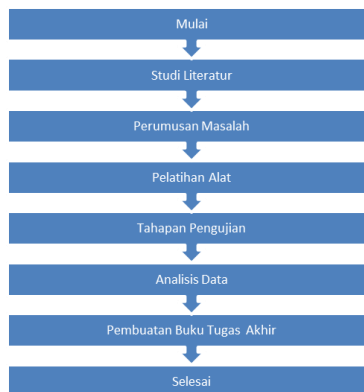 Mulai
Studi Literatur
Perumusan Masalah
Pelatihan Alat
Tahapan Pengujian
Analisis Data
Pembuatan Buku Tugas Akhir
Selesai